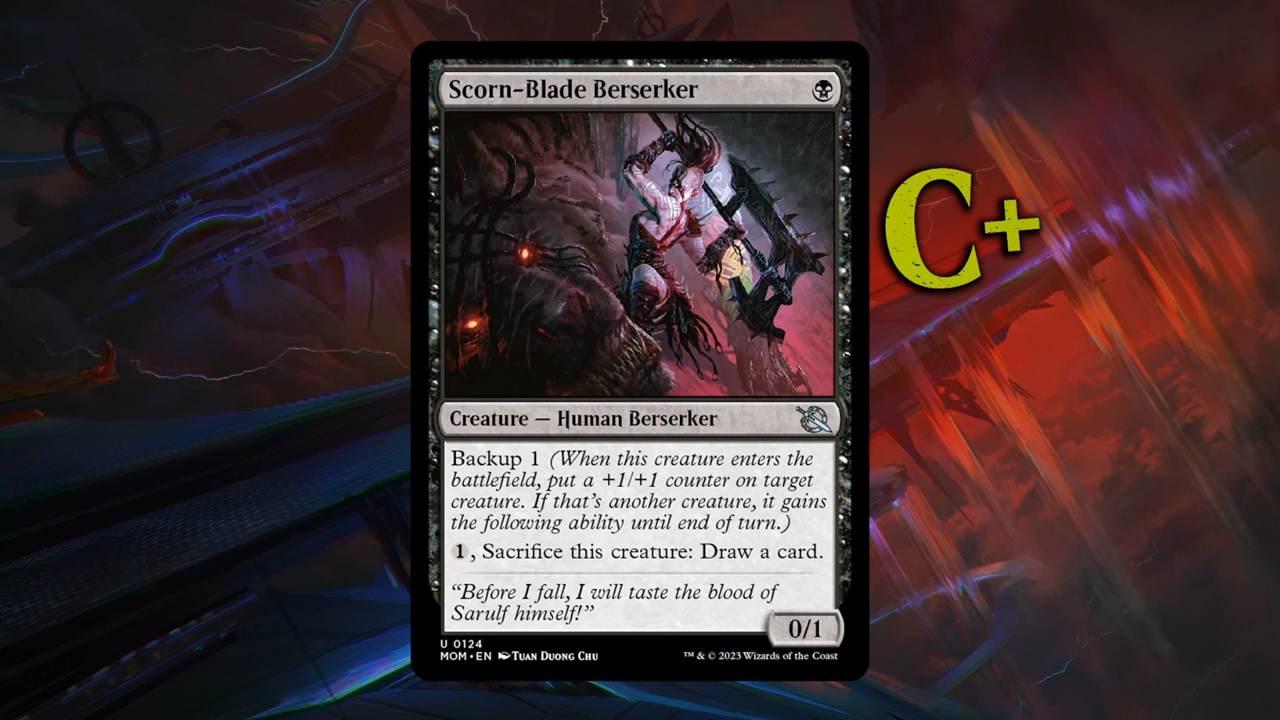 Scorn-Blade Berserker
C+
Creature — Human Berserker
Backup 1 (When this creature enters the
battlefield, put a +1/+1 counter on target
creature. If that's another creature, it gains
the following ability until end of turn.)
1, Sacrifice this creature: Draw a card.
“Before I fall, I will taste the blood of
Sarulf himself!”
0/1
U 0124
MOM • EN Tuan Duong Chu
™ & © 2023 Wizards of the Coast